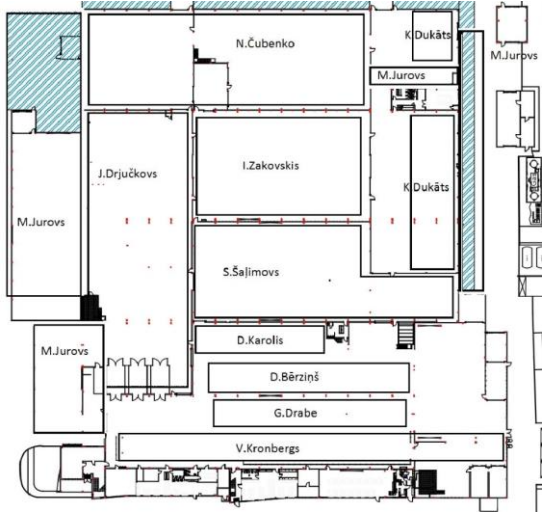 K.Dukāts
N.Čubenko
M.Jurovs
M.Jurovs
J.Drjučkovs
I.Zakovskis
K.Dukāts
M.Jurovs
S.Šaļimovs
D.Karolis
M.Jurovs
D.Bērziņš
G.Drabe
V.Kronbergs